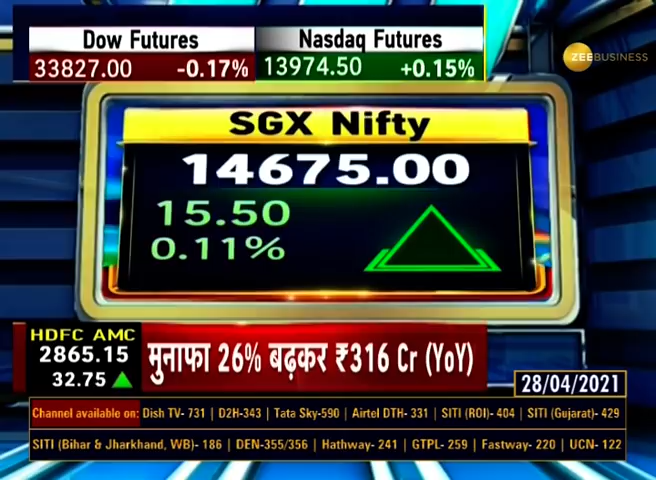 Dow Futures
33827.00 -0.17%
Nasdaq Futures
13974.50 +0.15%
ZEEBUSINESS
SGX Nifty
14675.00
15.50
0.11%
HDFC AMC
2865.15
32.75
मुनाफा 26% बढ़कर ₹316 Cr (YoY)
28/04/2021
Channel available on: Dish TV- 731 | D2H-343 | Tata Sky-590 | Airtel DTH- 331 | SITI (ROI)- 404 | SITI (Gujarat)- 429
SITI (Bihar & Jharkhand, WB)- 186 | DEN-355/356 | Hathway- 241 | GTPL- 259 | Fastway- 220 | UCN- 122